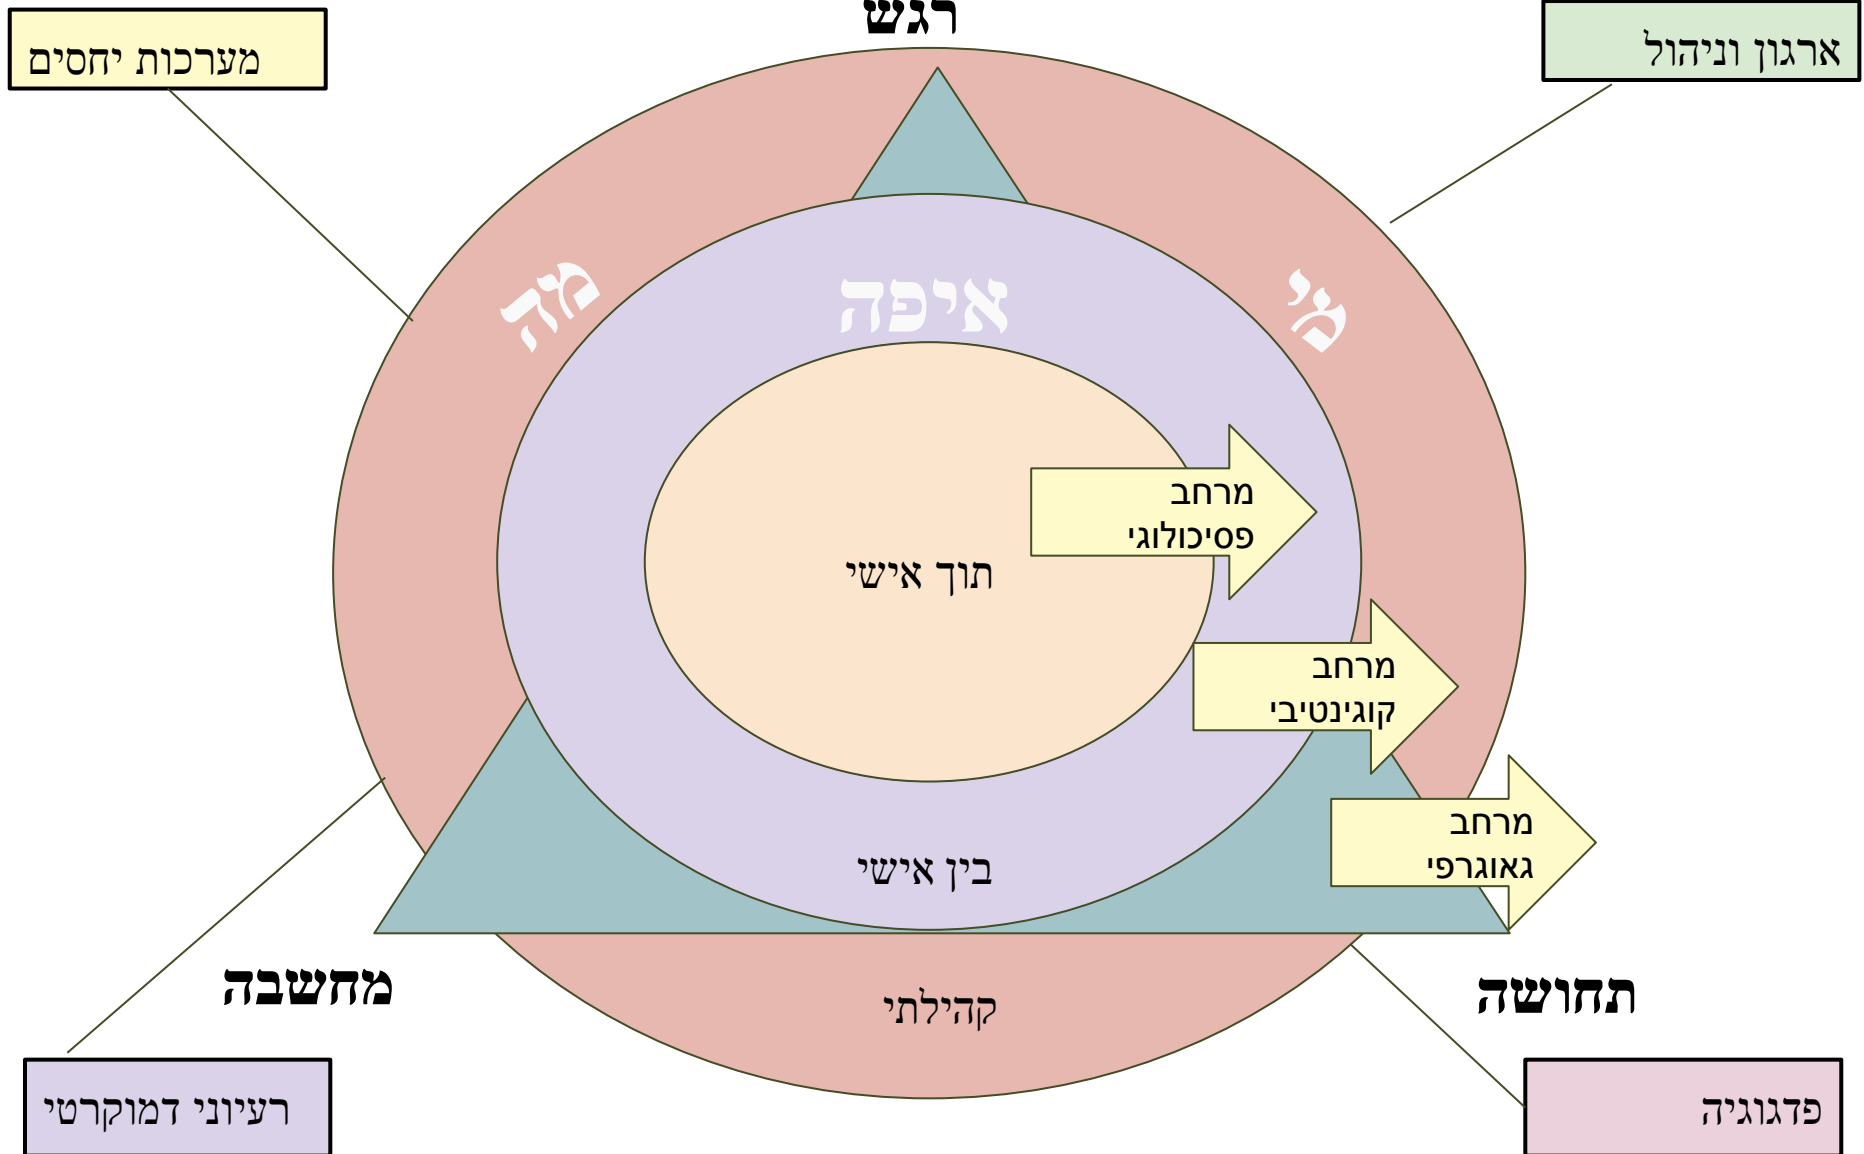 רגש
ארגון וניהול
מערכות יחסים
מי
איפה
מה
מרחב
פסיכולוגי
תוך אישי
מרחב
קוגינטיבי
מרחב
גאוגרפי
בין אישי
תחושה
קהילתי
מחשבה
פדגוגיה
רעיוני דמוקרטי